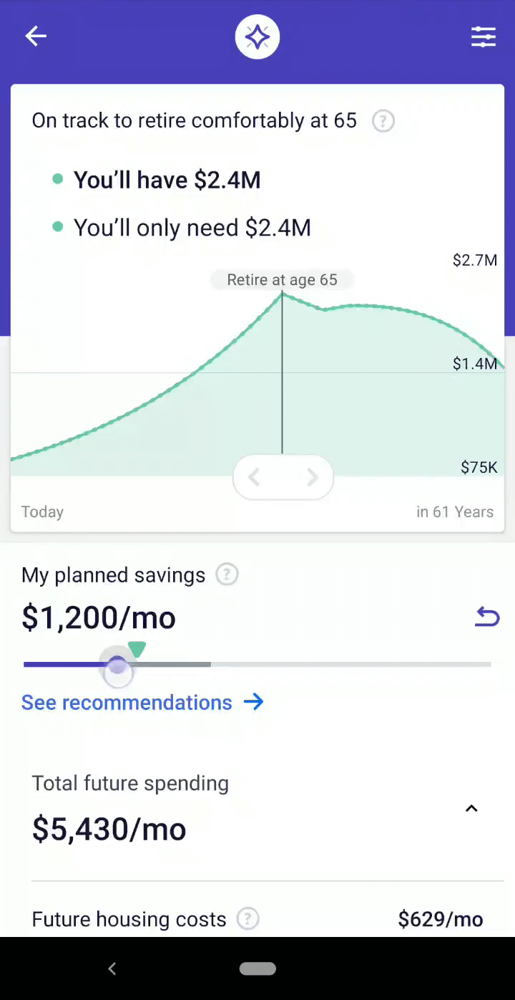 On track to retire comfortably at 65 ?
You’ll have $2.4M
You’ll only need $2.4M
$2.7M
Retire at age 65
$1.4M
$75K
Today in 61 Years
My planned savings ?
$1,200/mo
See recommendations
Total future spending
$5,430/mo
Future housing costs ? $629/mo